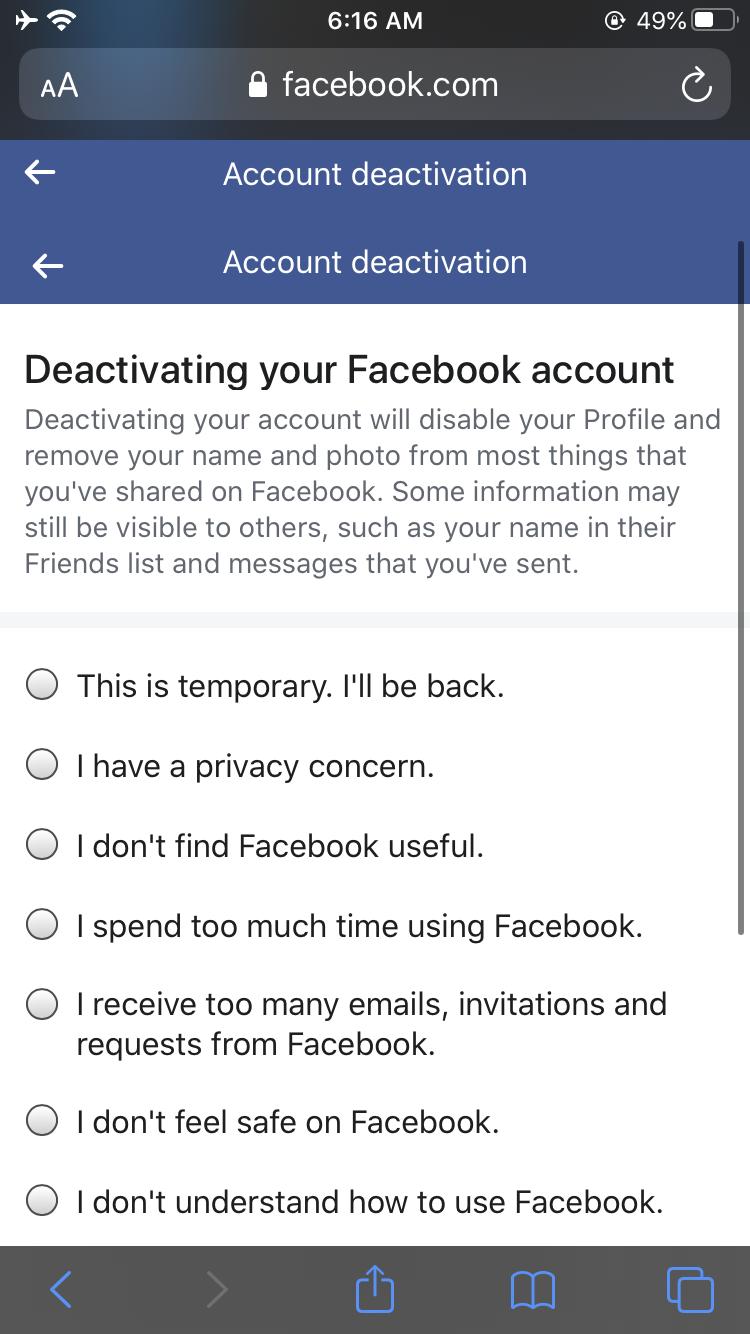 6:16 AM
49%
AA
facebook.com
Account deactivation
Account deactivation
Deactivating your Facebook account
Deactivating your account will disable your Profile and
remove your name and photo from most things that
you've shared on Facebook. Some information may
still be visible to others, such as your name in their
Friends list and messages that you've sent.
This is temporary. I'll be back.
I have a privacy concern.
I don't find Facebook useful.
I spend too much time using Facebook.
I receive too many emails, invitations and
requests from Facebook.
I don't feel safe on Facebook.
I don't understand how to use Facebook.